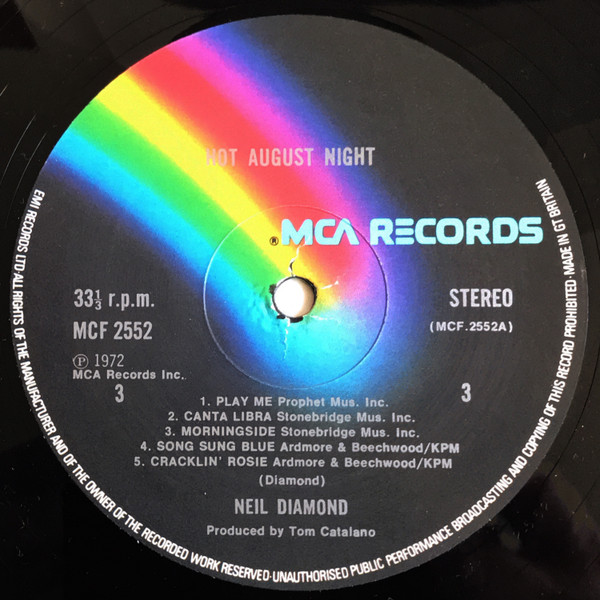 HOT AUGUST NIGHT
® MCA RECORDS
33⅓ r.p.m.
STEREO
MCF 2552
(MCF.2552A)
Ⓟ 1972
MCA Records Inc.
3
3
1. PLAY ME Prophet Mus. Inc.
2. CANTA LIBRA Stonebridge Mus. Inc.
3. MORNINGSIDE Stonebridge Mus. Inc.
4. SONG SUNG BLUE Ardmore & Beechwood/KPM
5. CRACKLIN' ROSIE Ardmore & Beechwood/KPM
(Diamond)
NEIL DIAMOND
Produced by Tom Catalano
EMI RECORDS LTD·ALL RIGHTS OF THE MANUFACTURER AND OF THE OWNER OF THE RECORDED WORK RESERVED·UNAUTHORISED PUBLIC PERFORMANCE BROADCASTING AND COPYING OF THIS RECORD PROHIBITED·MADE IN GT BRITAIN